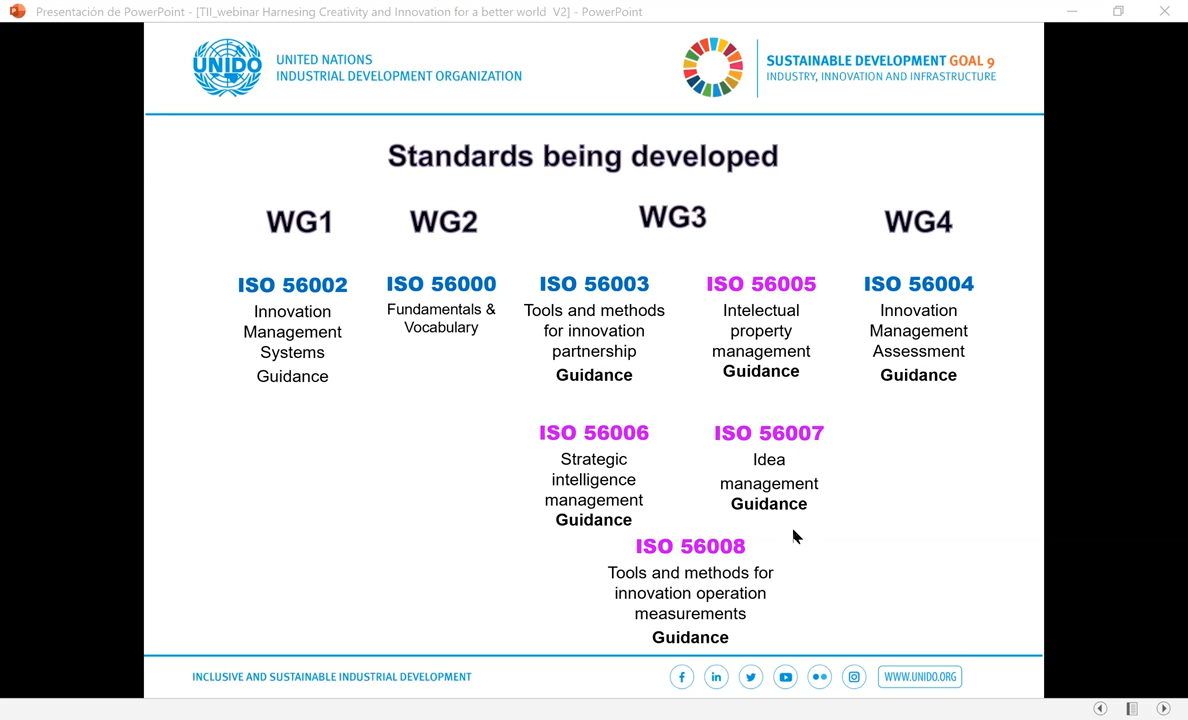 Presentación de PowerPoint - [TII_webinar Harnesing Creativity and Innovation for a better world  V2] - PowerPoint
UNIDO
UNITED NATIONS
INDUSTRIAL DEVELOPMENT ORGANIZATION
SUSTAINABLE DEVELOPMENT GOAL 9
INDUSTRY, INNOVATION AND INFRASTRUCTURE
Standards being developed
WG1
WG2
WG3
WG4
ISO 56002
Innovation
Management
Systems
Guidance
ISO 56000
Fundamentals &
Vocabulary
ISO 56003
Tools and methods
for innovation
partnership
Guidance
ISO 56005
Intelectual
property
management
Guidance
ISO 56004
Innovation
Management
Assessment
Guidance
ISO 56006
Strategic
intelligence
management
Guidance
ISO 56007
Idea
management
Guidance
ISO 56008
Tools and methods for
innovation operation
measurements
Guidance
INCLUSIVE AND SUSTAINABLE INDUSTRIAL DEVELOPMENT
WWW.UNIDO.ORG